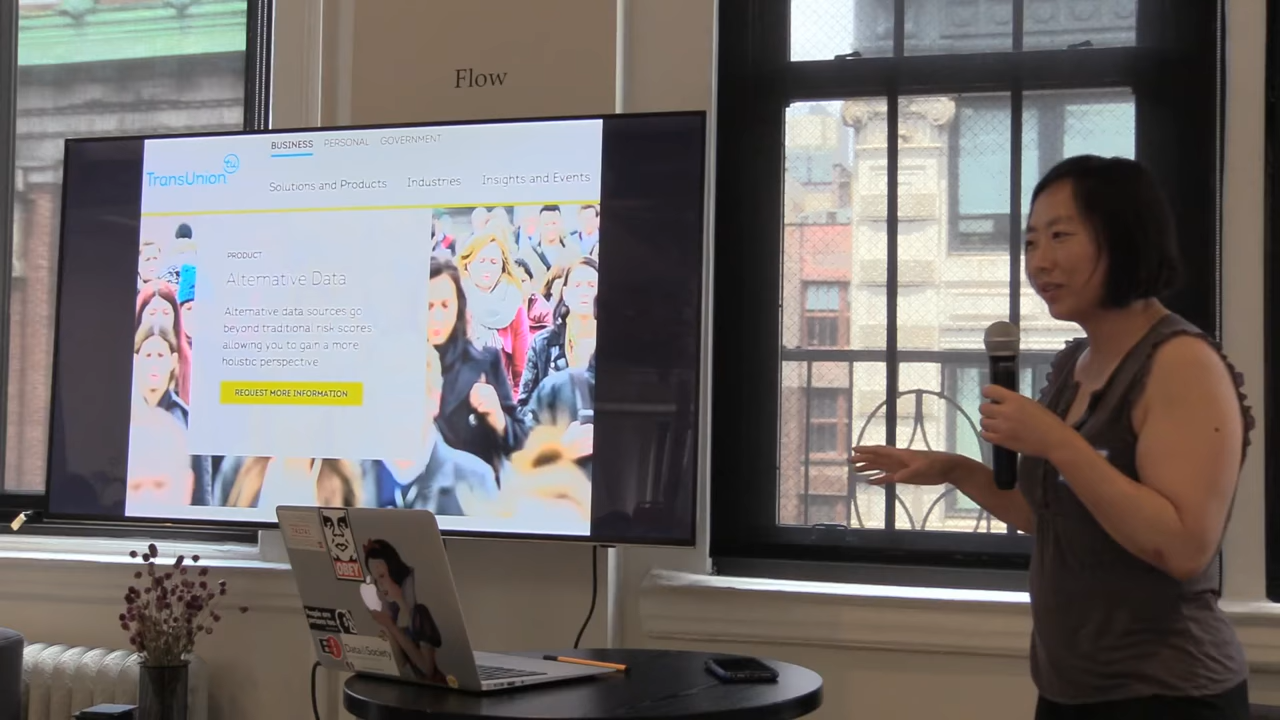 Flow
BUSINESS PERSONAL GOVERNMENT
TransUnion
tu
Solutions and Products Industries Insights and Events
PRODUCT
Alternative Data
Alternative data sources go
beyond traditional risk scores,
allowing you to gain a more
holistic perspective.
REQUEST MORE INFORMATION
OBEY
Data&Society